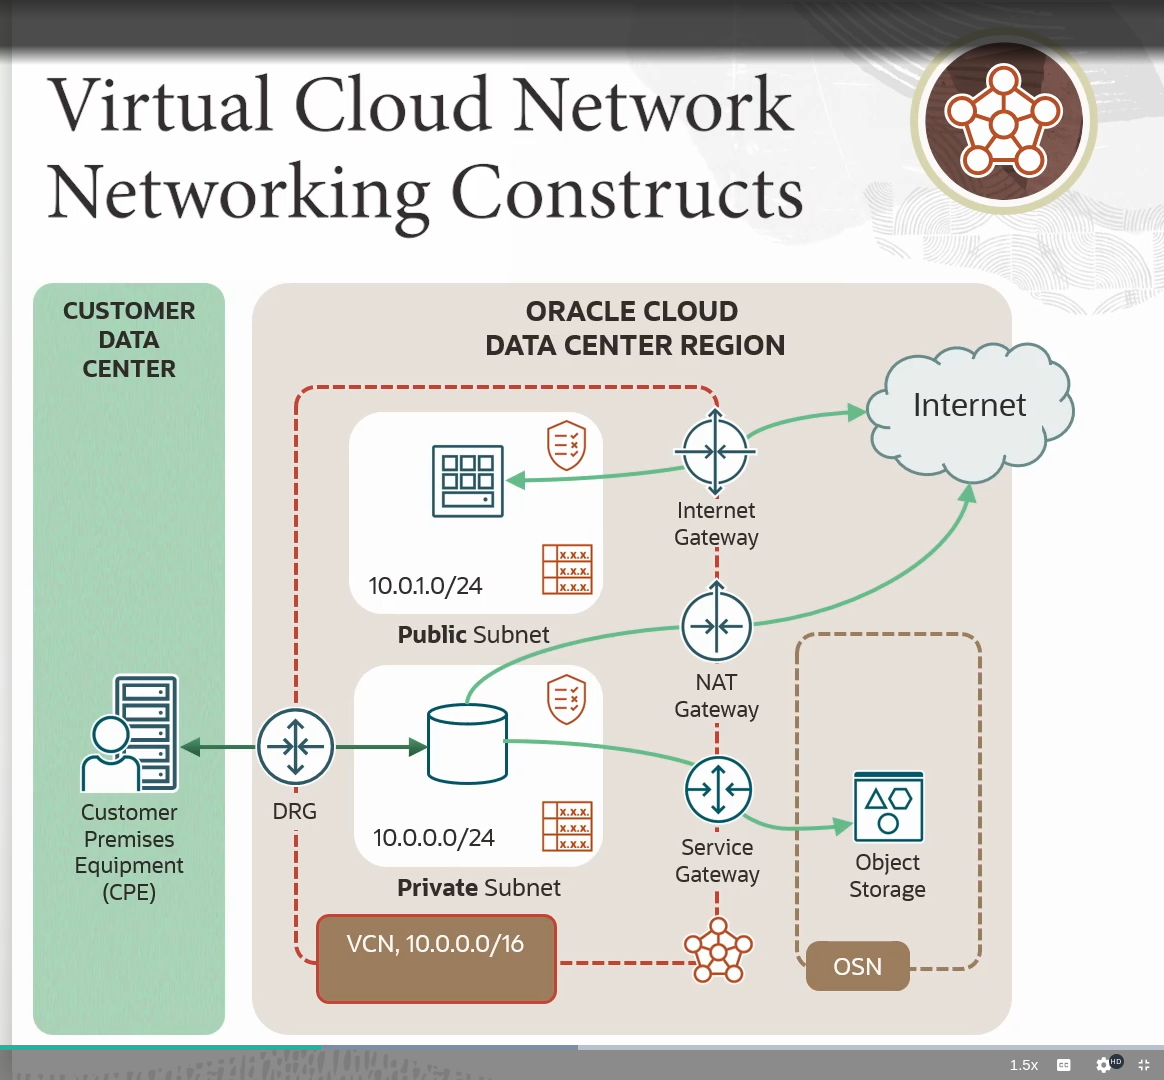 Virtual Cloud Network
Networking Constructs
CUSTOMER
DATA
CENTER
ORACLE CLOUD
DATA CENTER REGION
Internet
Internet
Gateway
10.0.1.0/24
x.x.x.
x.x.x.
x.x.x.
Public Subnet
NAT
Gateway
Customer
Premises
Equipment
(CPE)
DRG
10.0.0.0/24
x.x.x.
x.x.x.
x.x.x.
Private Subnet
Service
Gateway
Object
Storage
VCN, 10.0.0.0/16
OSN
1.5x
CC
HD